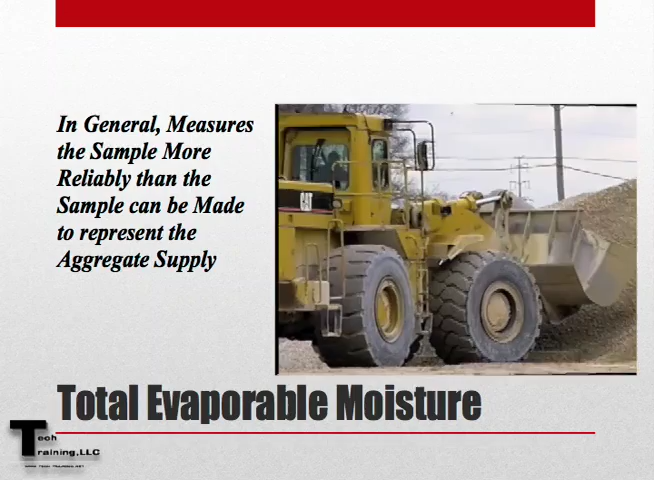 In General, Measures
the Sample More
Reliably than the
Sample can be Made
to represent the
Aggregate Supply
CAT
Total Evaporable Moisture
Tech
Training,LLC